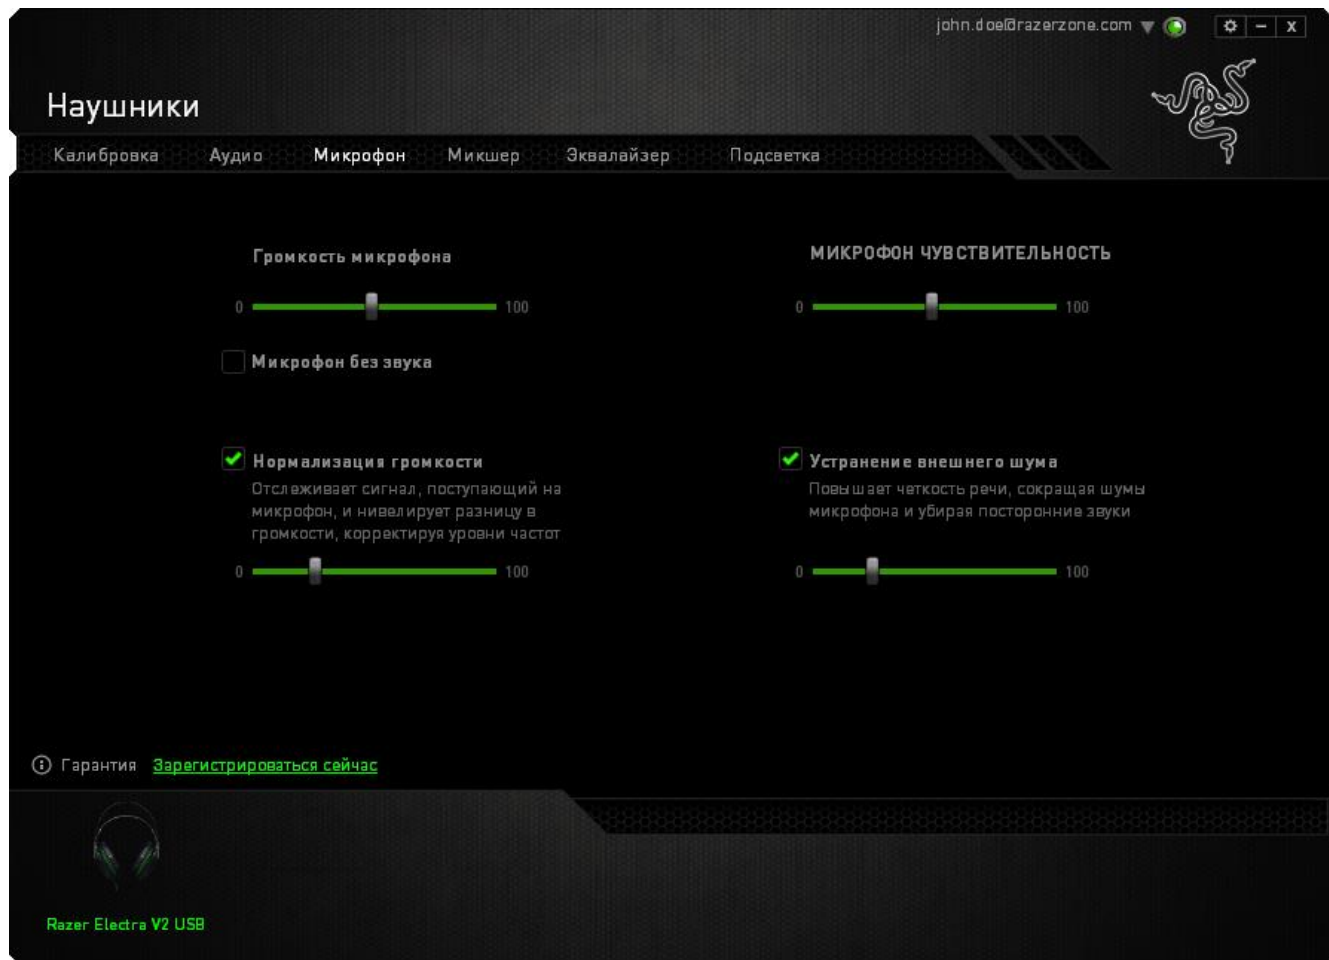 john.doe@razerzone.com
Наушники
Калибровка Аудио Микрофон Микшер Эквалайзер Подсветка
Громкость микрофона
0 100
Микрофон без звука
МИКРОФОН ЧУВСТВИТЕЛЬНОСТЬ
0 100
Нормализация громкости
Отслеживает сигнал, поступающий на
микрофон, и нивелирует разницу в
громкости, корректируя уровни частот
0 100
Устранение внешнего шума
Повышает четкость речи, сокращая шумы
микрофона и убирая посторонние звуки
0 100
Гарантия Зарегистрироваться сейчас
Razer Electra V2 USB